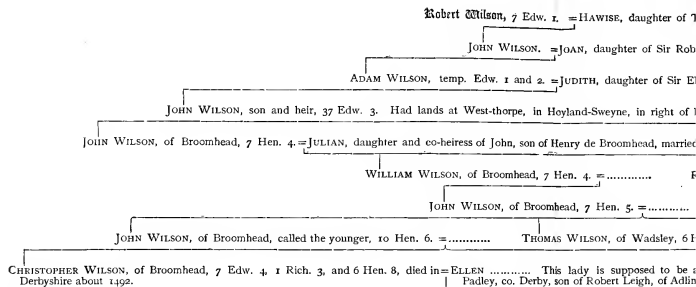 Robert Wilson, 7 Edw. 1. = HAWISE, daughter of
JOHN WILSON. = JOAN, daughter of Sir Rob
ADAM WILSON, temp. Edw. 1 and 2. = JUDITH, daughter of Sir
JOHN WILSON, son and heir, 37 Edw. 3. Had lands at West-thorpe, in Hoyland-Sweyne, in right of
JOHN WILSON, of Broomhead, 7 Hen. 4. = JULIAN, daughter and co-heiress of John, son of Henry de Broomhead, married
WILLIAM WILSON, of Broomhead, 7 Hen. 4. = ............
JOHN WILSON, of Broomhead, 7 Hen. 5. = ...........
JOHN WILSON, of Broomhead, called the younger, 10 Hen. 6. = ........... THOMAS WILSON, of Wadsley, 6
CHRISTOPHER WILSON, of Broomhead, 7 Edw. 4, 1 Rich. 3, and 6 Hen. 8, died in = ELLEN ........... This lady is supposed to be a
Derbyshire about 1492. Padley, co. Derby, son of Robert Leigh, of Adlin